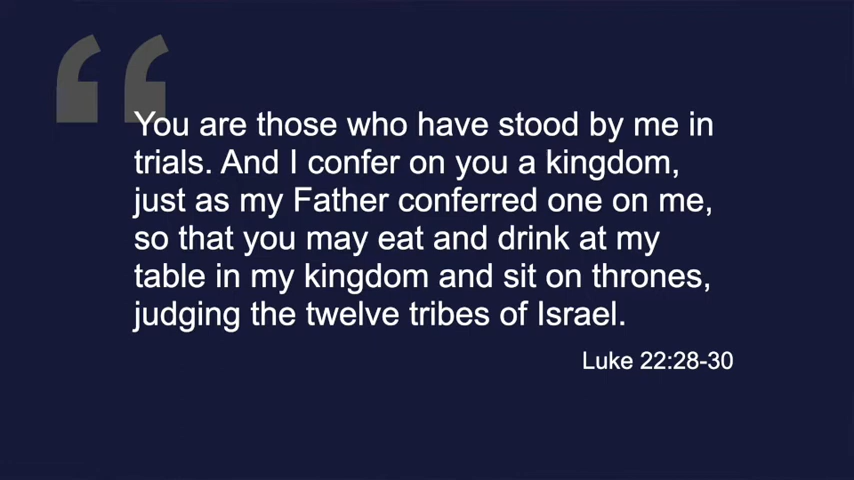 You are those who have stood by me in
trials. And I confer on you a kingdom,
just as my Father conferred one on me,
so that you may eat and drink at my
table in my kingdom and sit on thrones,
judging the twelve tribes of Israel.
Luke 22:28-30